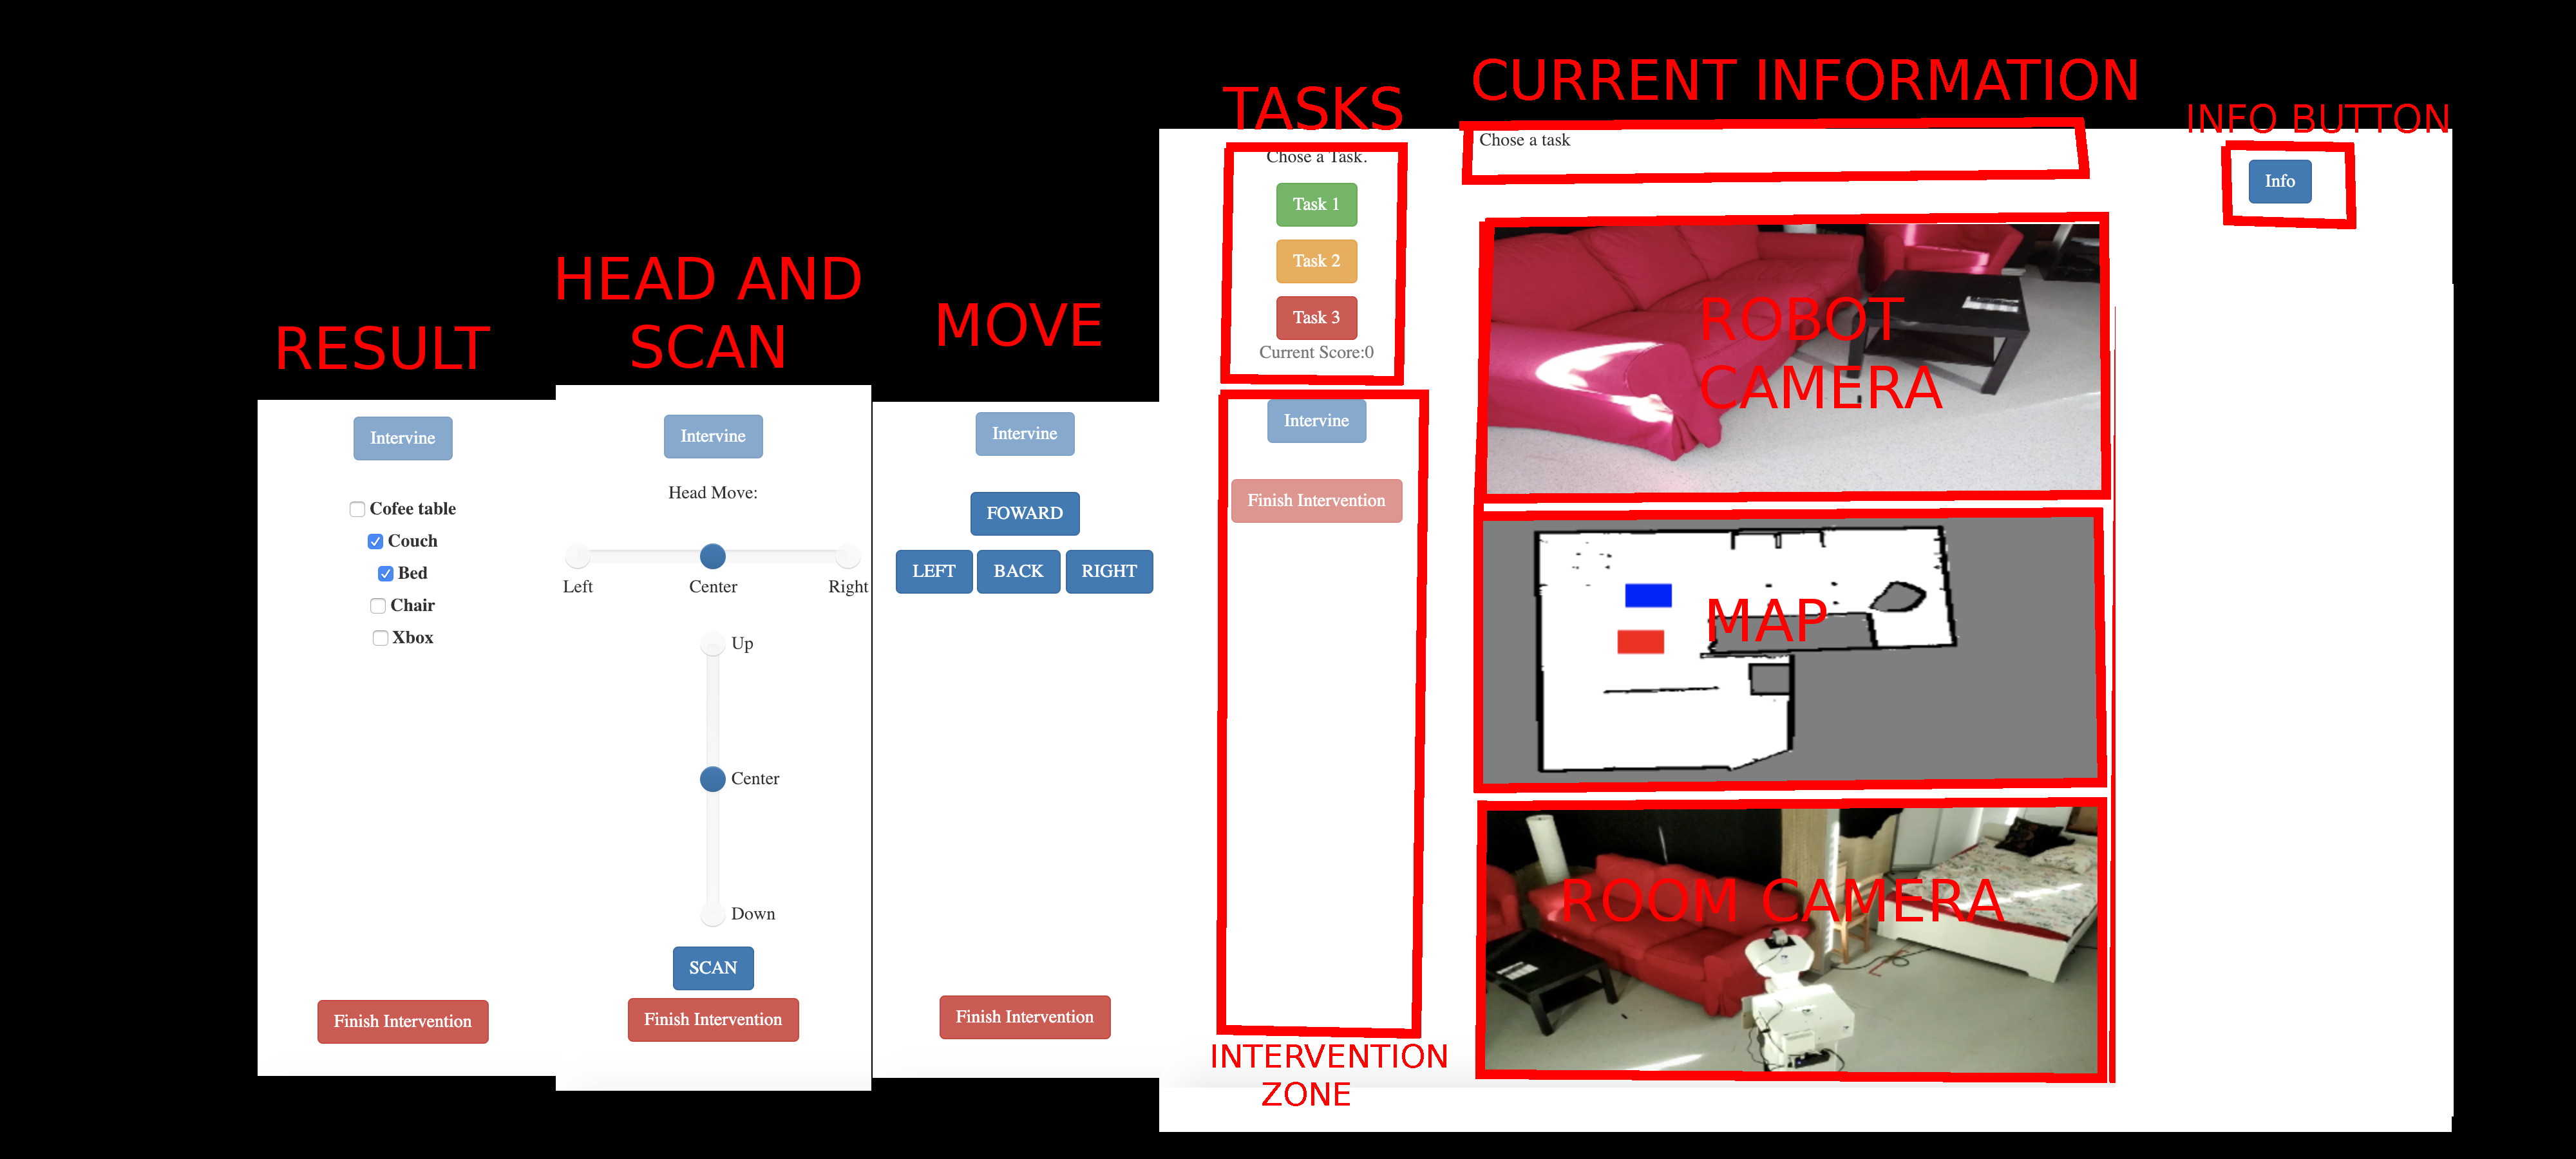 RESULT
Intervine
Cofee table
Couch
Bed
Chair
Xbox
Finish Intervention
HEAD AND
SCAN
Intervine
Head Move:
Left Center Right
Up
Center
Down
SCAN
Finish Intervention
MOVE
Intervine
FOWARD
LEFT BACK RIGHT
Finish Intervention
TASKS
Chose a Task.
Task 1
Task 2
Task 3
Current Score:0
Intervine
Finish Intervention
INTERVENTION
ZONE
CURRENT INFORMATION
Chose a task
ROBOT
CAMERA
MAP
ROOM CAMERA
INFO BUTTON
Info